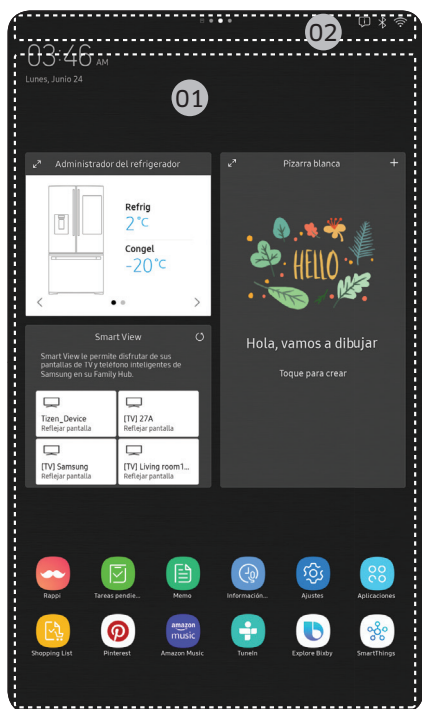 02
03:46 AM
Lunes, Junio 24
01
Administrador del refrigerador
Refrig
2°C
Congel
-20°C
Pizarra blanca
HELLO
Hola, vamos a dibujar
Toque para crear
Smart View
Smart View le permite disfrutar de sus
pantallas de TV y teléfono inteligentes de
Samsung en su Family Hub.
Tizen_Device
Reflejar pantalla
[TV] 27A
Reflejar pantalla
[TV] Samsung
Reflejar pantalla
[TV] Living room1...
Reflejar pantalla
Rappi
Tareas pendie...
Memo
Información...
Ajustes
Aplicaciones
amazon
music
Shopping List
Pinterest
Amazon Music
TuneIn
Explore Bixby
SmartThings